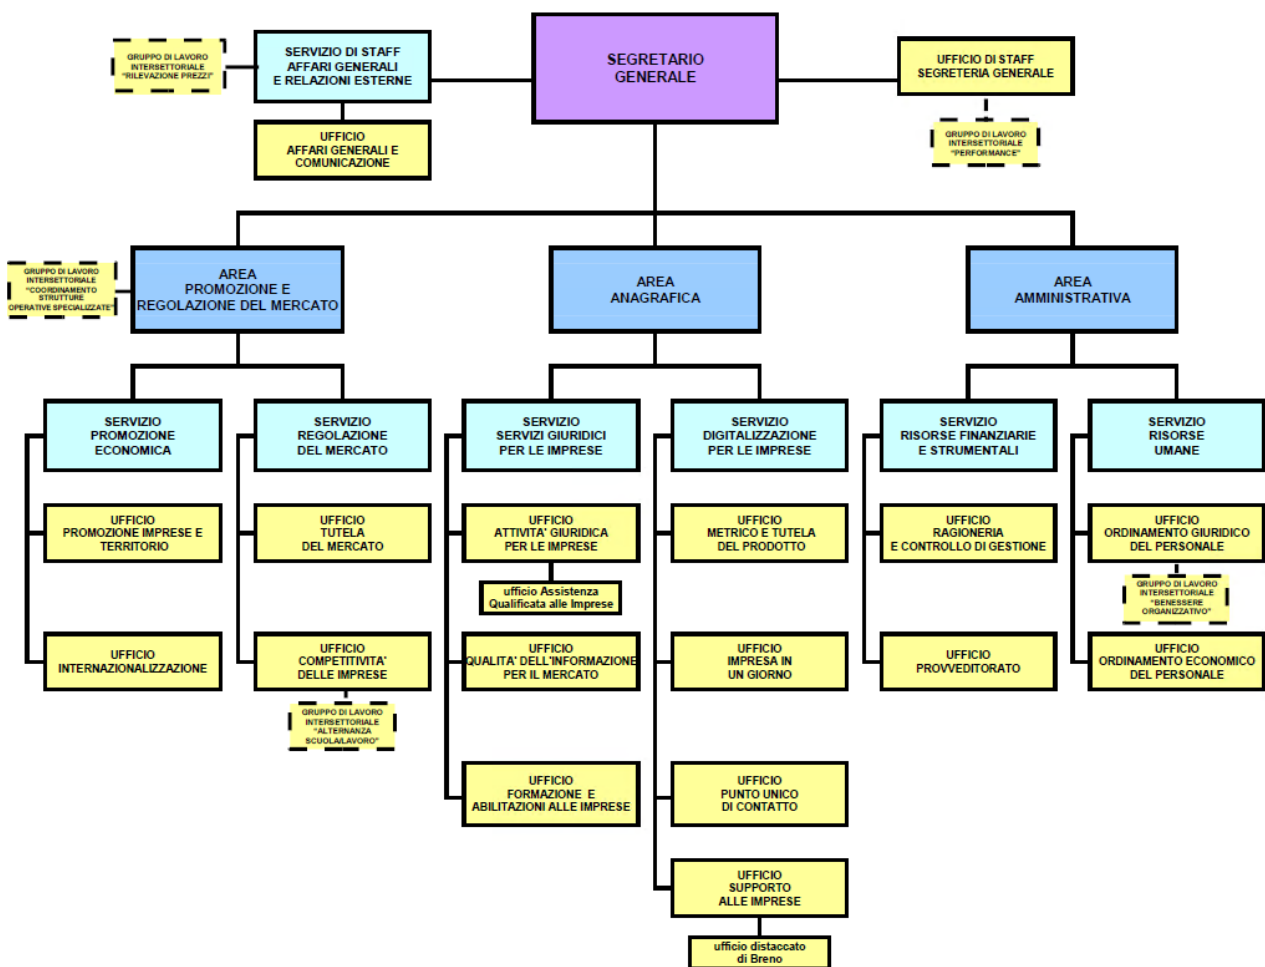 GRUPPO DI LAVORO
INTERSETTORIALE
"RILEVAZIONE PREZZI"
SERVIZIO DI STAFF
AFFARI GENERALI
E RELAZIONI ESTERNE
SEGRETARIO
GENERALE
UFFICIO DI STAFF
SEGRETERIA GENERALE
UFFICIO
AFFARI GENERALI E
COMUNICAZIONE
GRUPPO DI LAVORO
INTERSETTORIALE
"PERFORMANCE"
GRUPPO DI LAVORO
INTERSETTORIALE
"COORDINAMENTO
STRUTTURE
OPERATIVE SPECIALIZZATE"
AREA
PROMOZIONE E
REGOLAZIONE DEL MERCATO
AREA
ANAGRAFICA
AREA
AMMINISTRATIVA
SERVIZIO
PROMOZIONE
ECONOMICA
SERVIZIO
REGOLAZIONE
DEL MERCATO
SERVIZIO
SERVIZI GIURIDICI
PER LE IMPRESE
SERVIZIO
DIGITALIZZAZIONE
PER LE IMPRESE
SERVIZIO
RISORSE FINANZIARIE
E STRUMENTALI
SERVIZIO
RISORSE
UMANE
UFFICIO
PROMOZIONE IMPRESE E
TERRITORIO
UFFICIO
TUTELA
DEL MERCATO
UFFICIO
ATTIVITA' GIURIDICA
PER LE IMPRESE
UFFICIO
METRICO E TUTELA
DEL PRODOTTO
UFFICIO
RAGIONERIA
E CONTROLLO DI GESTIONE
UFFICIO
ORDINAMENTO GIURIDICO
DEL PERSONALE
ufficio Assistenza
Qualificata alle Imprese
GRUPPO DI LAVORO
INTERSETTORIALE
"BENESSERE
ORGANIZZATIVO"
UFFICIO
INTERNAZIONALIZZAZIONE
UFFICIO
COMPETITIVITA'
DELLE IMPRESE
UFFICIO
QUALITA' DELL'INFORMAZIONE
PER IL MERCATO
UFFICIO
IMPRESA IN
UN GIORNO
UFFICIO
PROVVEDITORATO
UFFICIO
ORDINAMENTO ECONOMICO
DEL PERSONALE
GRUPPO DI LAVORO
INTERSETTORIALE
"ALTERNANZA
SCUOLA/LAVORO"
UFFICIO
FORMAZIONE E
ABILITAZIONI ALLE IMPRESE
UFFICIO
PUNTO UNICO
DI CONTATTO
UFFICIO
SUPPORTO
ALLE IMPRESE
ufficio distaccato
di Breno